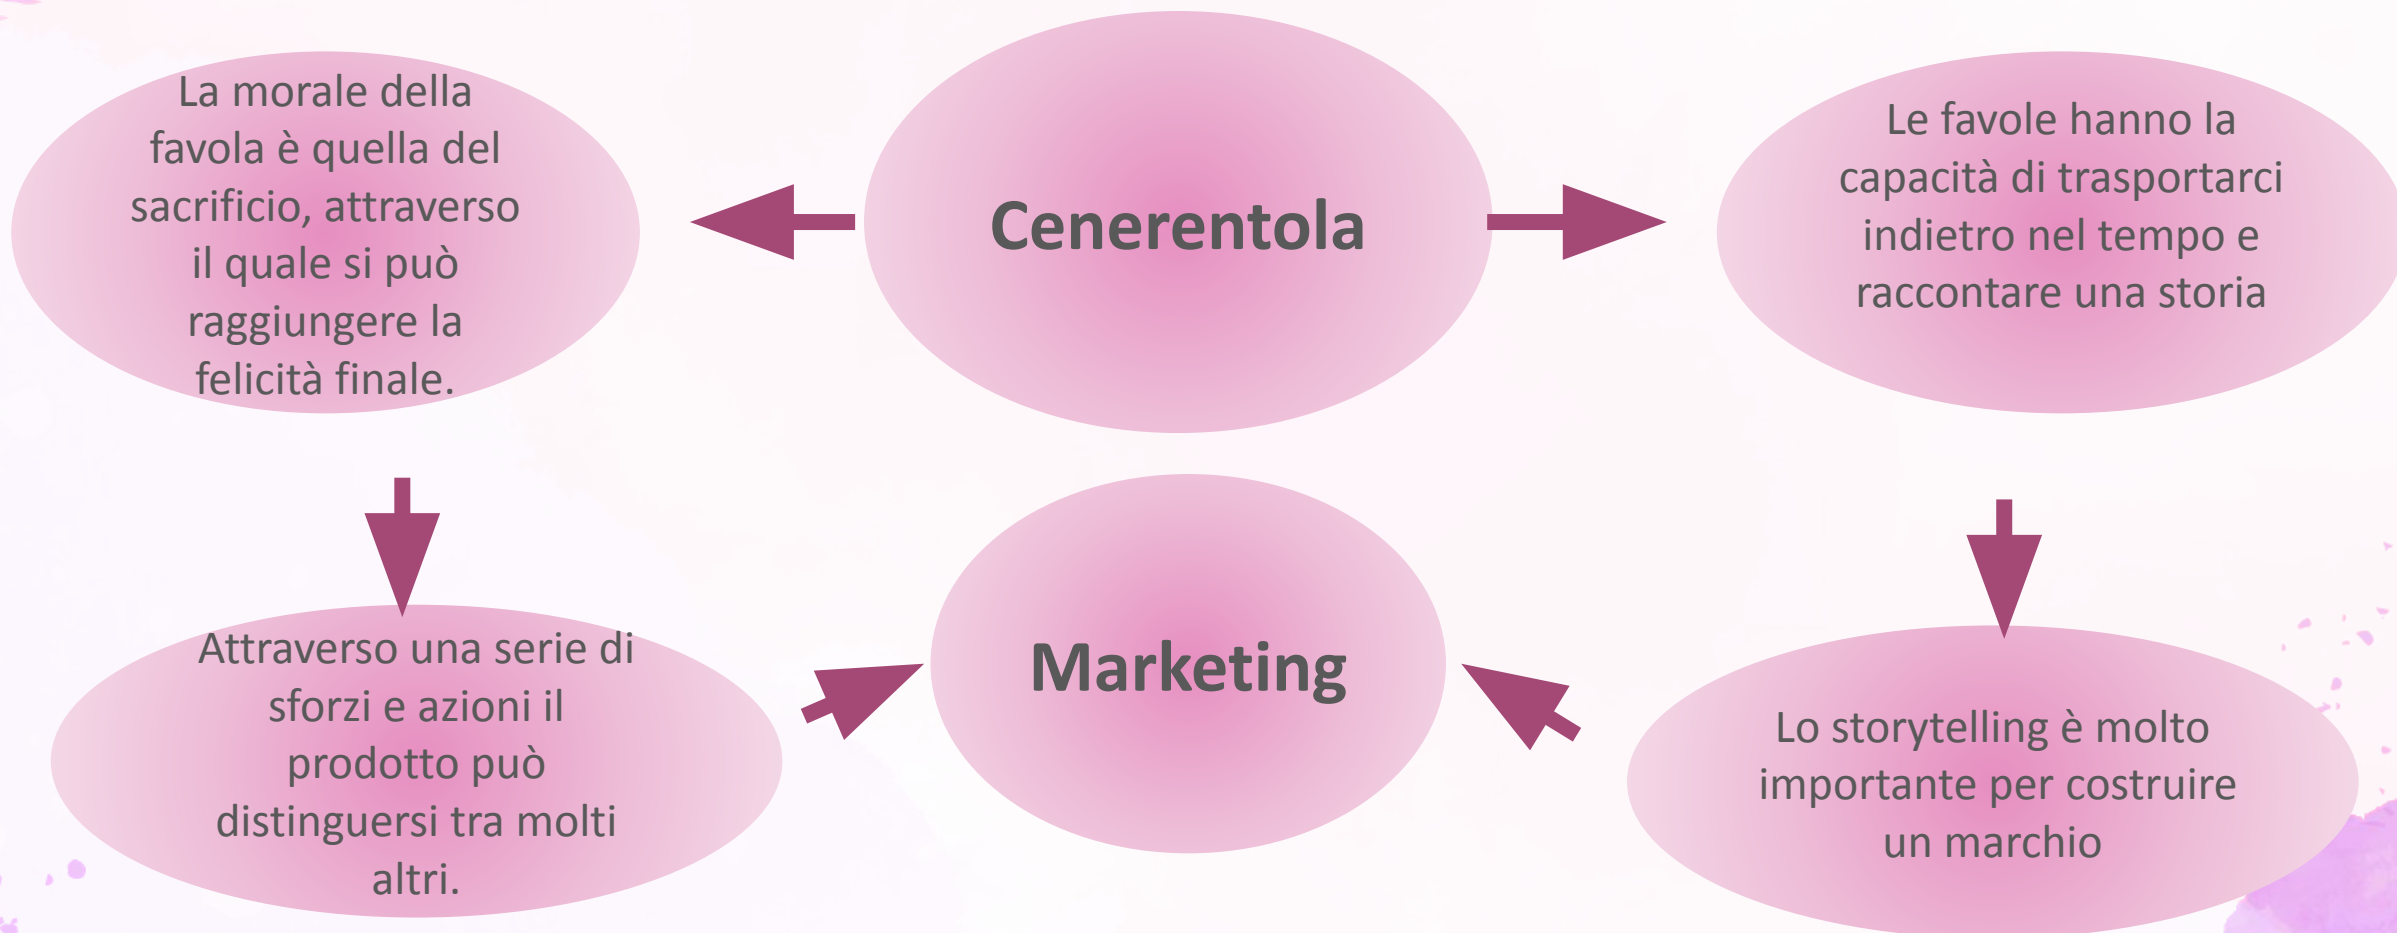 La morale della
favola è quella del
sacrificio, attraverso
il quale si può
raggiungere la
felicità finale.
Cenerentola
Le favole hanno la
capacità di trasportarci
indietro nel tempo e
raccontare una storia
Attraverso una serie di
sforzi e azioni il
prodotto può
distinguersi tra molti
altri.
Marketing
Lo storytelling è molto
importante per costruire
un marchio